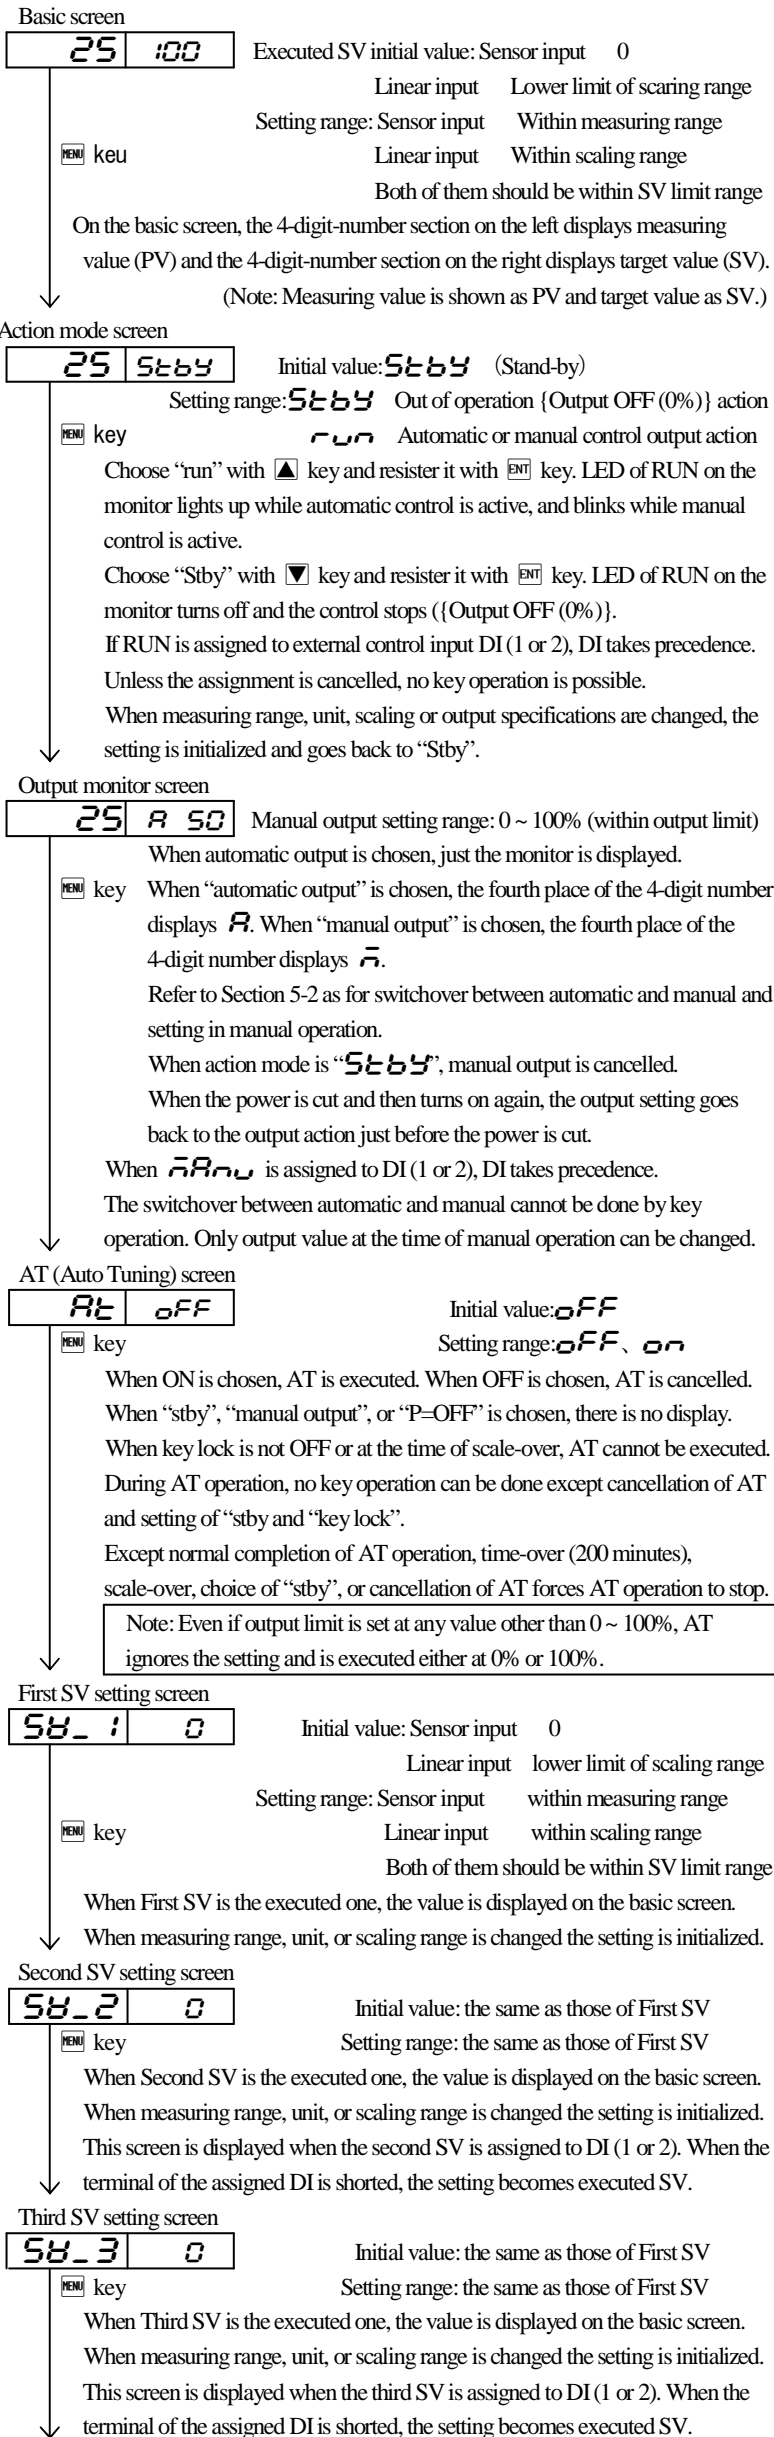 Basic screen
25 100 Executed SV initial value: Sensor input 0
Linear input Lower limit of scaring range
Setting range: Sensor input Within measuring range
MENU keu Linear input Within scaling range
Both of them should be within SV limit range
On the basic screen, the 4-digit-number section on the left displays measuring
value (PV) and the 4-digit-number section on the right displays target value (SV).
(Note: Measuring value is shown as PV and target value as SV.)
Action mode screen
25 Stby Initial value: Stby (Stand-by)
Setting range: Stby Out of operation {Output OFF (0%)} action
MENU key run Automatic or manual control output action
Choose “run” with ▲ key and resister it with ENT key. LED of RUN on the
monitor lights up while automatic control is active, and blinks while manual
control is active.
Choose “Stby” with ▼ key and resister it with ENT key. LED of RUN on the
monitor turns off and the control stops ({Output OFF (0%)}.
If RUN is assigned to external control input DI (1 or 2), DI takes precedence.
Unless the assignment is cancelled, no key operation is possible.
When measuring range, unit, scaling or output specifications are changed, the
setting is initialized and goes back to “Stby”.
Output monitor screen
25 A 50 Manual output setting range: 0 ~ 100% (within output limit)
When automatic output is chosen, just the monitor is displayed.
MENU key When “automatic output” is chosen, the fourth place of the 4-digit number
displays A. When “manual output” is chosen, the fourth place of the
4-digit number displays n̄.
Refer to Section 5-2 as for switchover between automatic and manual and
setting in manual operation.
When action mode is “Stby”, manual output is cancelled.
When the power is cut and then turns on again, the output setting goes
back to the output action just before the power is cut.
When n̄Anu is assigned to DI (1 or 2), DI takes precedence.
The switchover between automatic and manual cannot be done by key
operation. Only output value at the time of manual operation can be changed.
AT (Auto Tuning) screen
At oFF Initial value: oFF
MENU key Setting range: oFF、on
When ON is chosen, AT is executed. When OFF is chosen, AT is cancelled.
When “stby”, “manual output”, or “P=OFF” is chosen, there is no display.
When key lock is not OFF or at the time of scale-over, AT cannot be executed.
During AT operation, no key operation can be done except cancellation of AT
and setting of “stby and “key lock”.
Except normal completion of AT operation, time-over (200 minutes),
scale-over, choice of “stby”, or cancellation of AT forces AT operation to stop.
Note: Even if output limit is set at any value other than 0 ~ 100%, AT
ignores the setting and is executed either at 0% or 100%.
First SV setting screen
SV_1 0 Initial value: Sensor input 0
Linear input lower limit of scaling range
Setting range: Sensor input within measuring range
MENU key Linear input within scaling range
Both of them should be within SV limit range
When First SV is the executed one, the value is displayed on the basic screen.
When measuring range, unit, or scaling range is changed the setting is initialized.
Second SV setting screen
SV_2 0 Initial value: the same as those of First SV
MENU key Setting range: the same as those of First SV
When Second SV is the executed one, the value is displayed on the basic screen.
When measuring range, unit, or scaling range is changed the setting is initialized.
This screen is displayed when the second SV is assigned to DI (1 or 2). When the
terminal of the assigned DI is shorted, the setting becomes executed SV.
Third SV setting screen
SV_3 0 Initial value: the same as those of First SV
MENU key Setting range: the same as those of First SV
When Third SV is the executed one, the value is displayed on the basic screen.
When measuring range, unit, or scaling range is changed the setting is initialized.
This screen is displayed when the third SV is assigned to DI (1 or 2). When the
terminal of the assigned DI is shorted, the setting becomes executed SV.